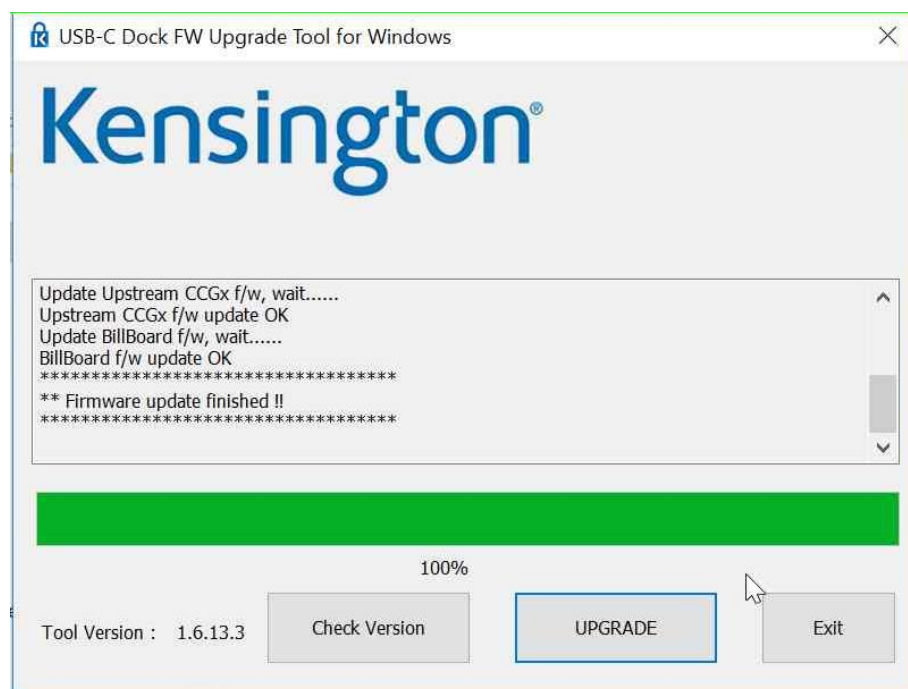 USB-C Dock FW Upgrade Tool for Windows
Kensington®
Update Upstream CCGx f/w, wait......
Upstream CCGx f/w update OK
Update BillBoard f/w, wait......
BillBoard f/w update OK
***********************************
** Firmware update finished !!
***********************************
100%
Tool Version : 1.6.13.3
Check Version
UPGRADE
Exit